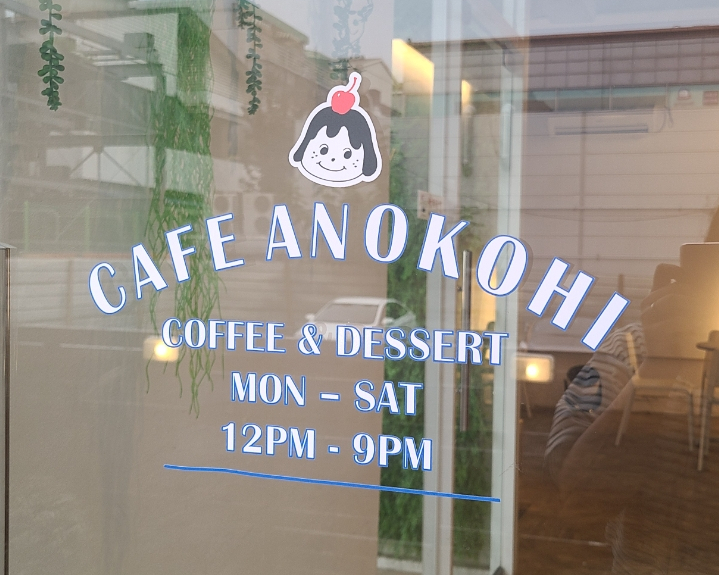 CAFE ANOKOHI
COFFEE & DESSERT
MON – SAT
12PM - 9PM